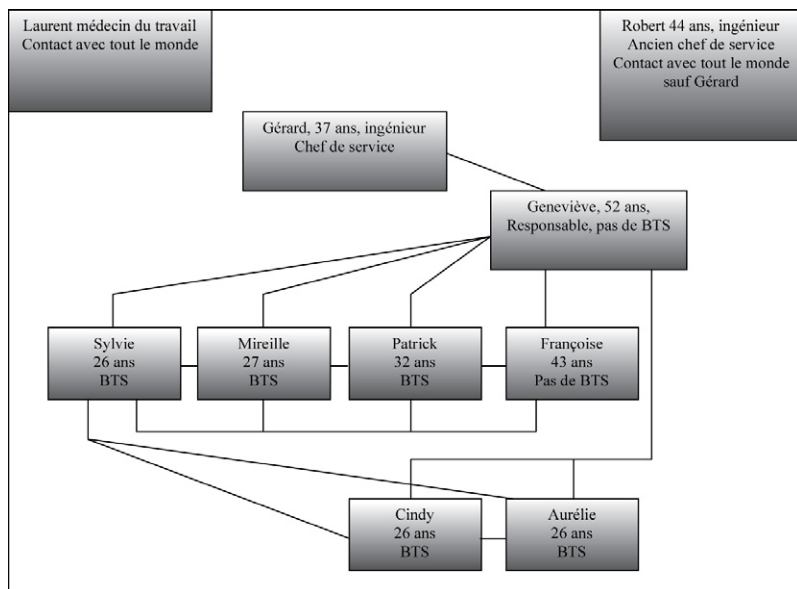 Laurent médecin du travail
Contact avec tout le monde
Robert 44 ans, ingénieur
Ancien chef de service
Contact avec tout le monde
sauf Gérard
Gérard, 37 ans, ingénieur
Chef de service
Geneviève, 52 ans,
Responsable, pas de BTS
Sylvie
26 ans
BTS
Mireille
27 ans
BTS
Patrick
32 ans
BTS
Françoise
43 ans
Pas de BTS
Cindy
26 ans
BTS
Aurélie
26 ans
BTS